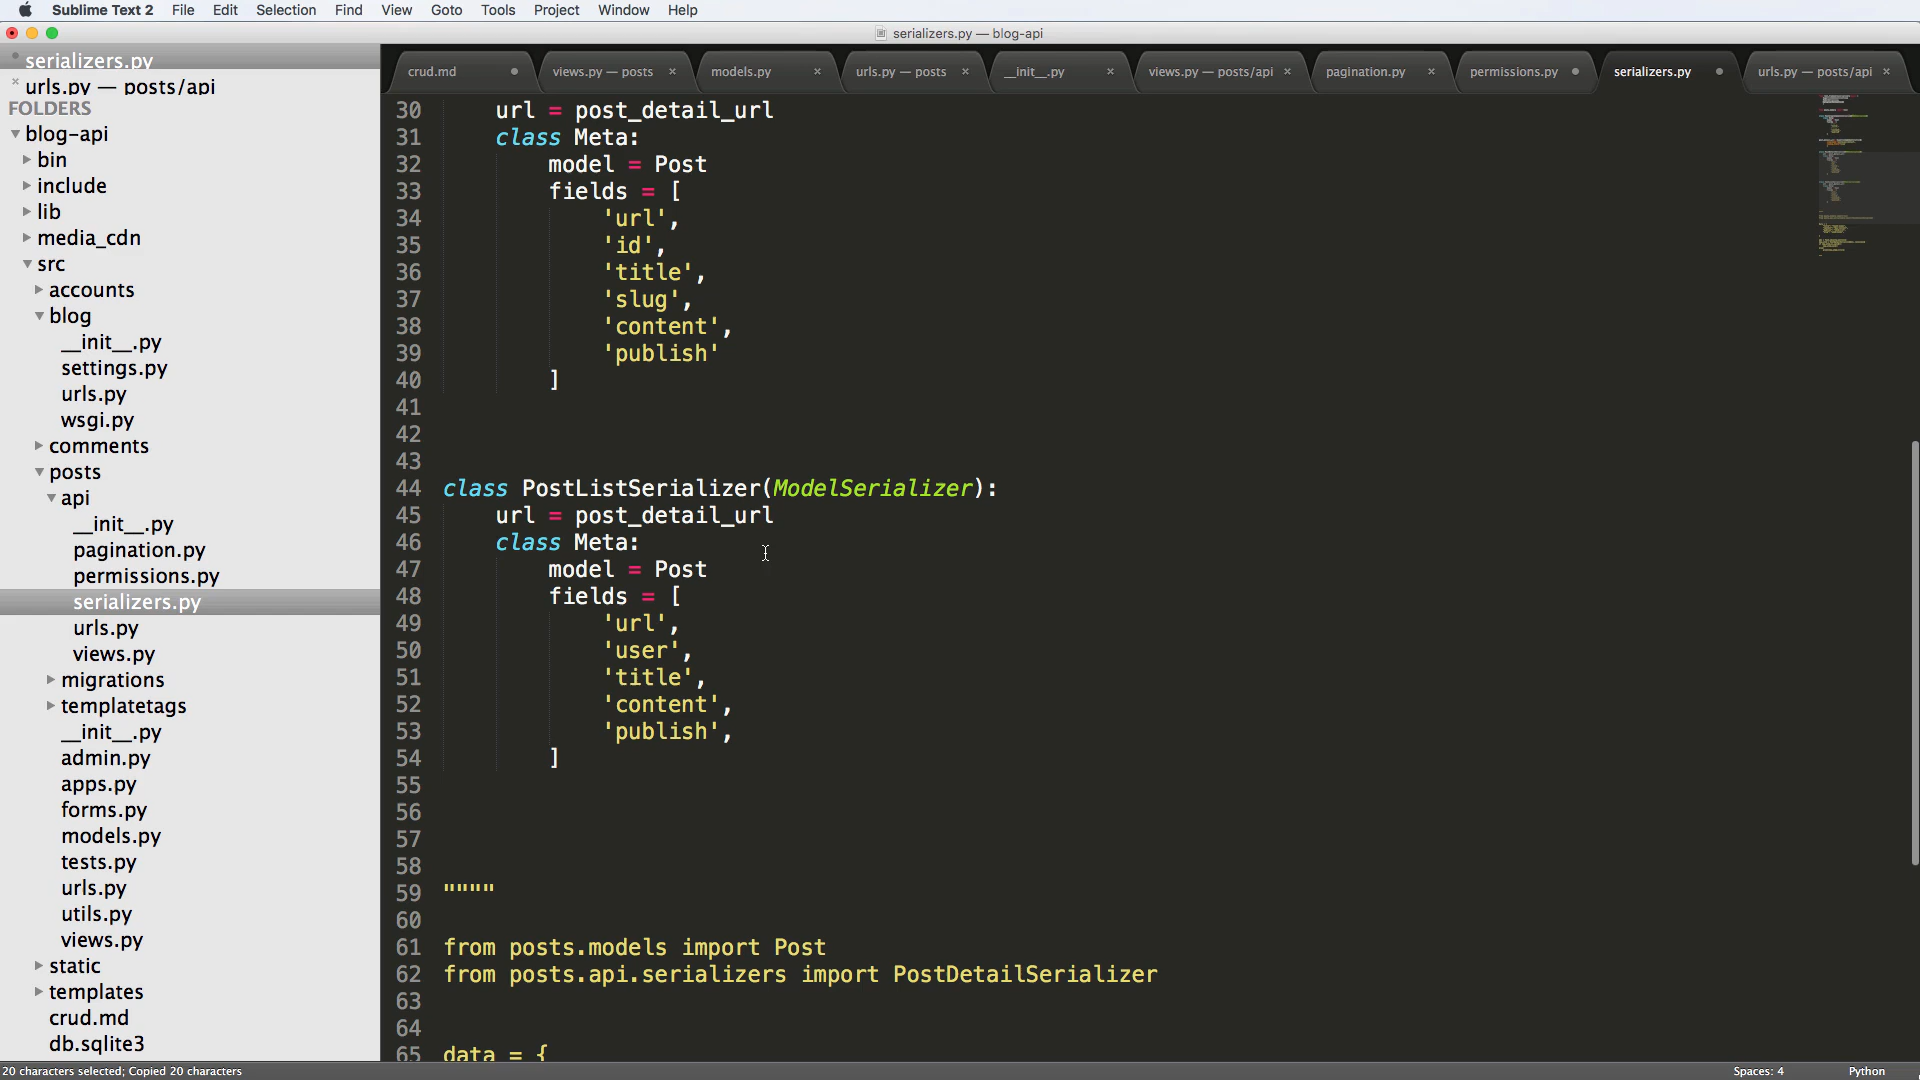 Sublime Text 2 File Edit Selection Find View Goto Tools Project Window Help
serializers.py — blog-api
serializers.py
urls.py — posts/api
FOLDERS
blog-api
bin
include
lib
media_cdn
src
accounts
blog
__init__.py
settings.py
urls.py
wsgi.py
comments
posts
api
__init__.py
pagination.py
permissions.py
serializers.py
urls.py
views.py
migrations
templatetags
__init__.py
admin.py
apps.py
forms.py
models.py
tests.py
urls.py
utils.py
views.py
static
templates
crud.md
db.sqlite3
crud.md views.py — posts models.py urls.py — posts __init__.py views.py — posts/api pagination.py permissions.py serializers.py urls.py — posts/api
30 url = post_detail_url
31 class Meta:
32 model = Post
33 fields = [
34 'url',
35 'id',
36 'title',
37 'slug',
38 'content',
39 'publish'
40 ]
41
42
43
44 class PostListSerializer(ModelSerializer):
45 url = post_detail_url
46 class Meta:
47 model = Post
48 fields = [
49 'url',
50 'user',
51 'title',
52 'content',
53 'publish',
54 ]
55
56
57
58
59 """"
60
61 from posts.models import Post
62 from posts.api.serializers import PostDetailSerializer
63
64
65 data = {
20 characters selected; Copied 20 characters
Spaces: 4 Python